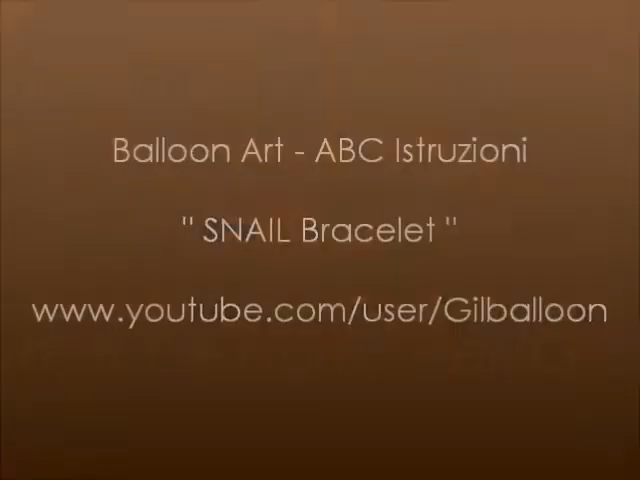 Balloon Art - ABC Istruzioni
" SNAIL Bracelet "
www.youtube.com/user/Gilballoon